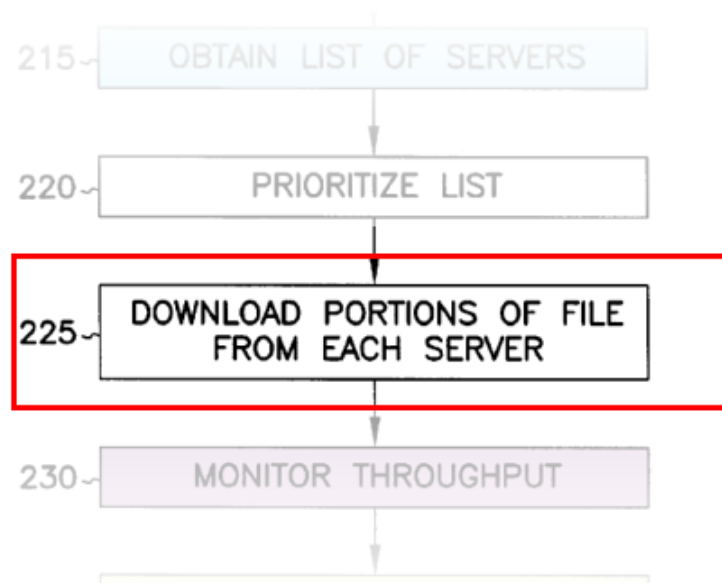 215
OBTAIN LIST OF SERVERS
220
PRIORITIZE LIST
225
DOWNLOAD PORTIONS OF FILE
FROM EACH SERVER
230
MONITOR THROUGHPUT